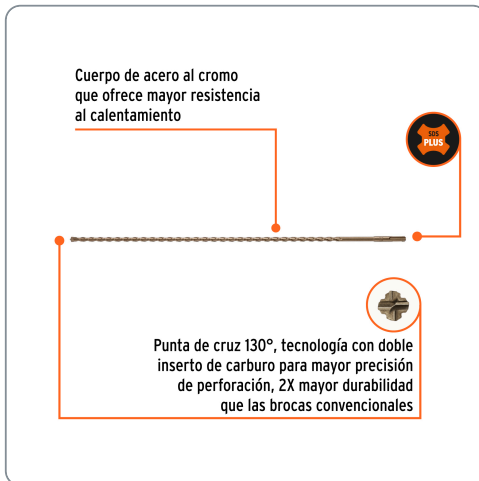 Cuerpo de acero al cromo
que ofrece mayor resistencia
al calentamiento
SDS
PLUS
Punta de cruz 130°, tecnología con doble
inserto de carburo para mayor precisión
de perforación, 2X mayor durabilidad
que las brocas convencionales